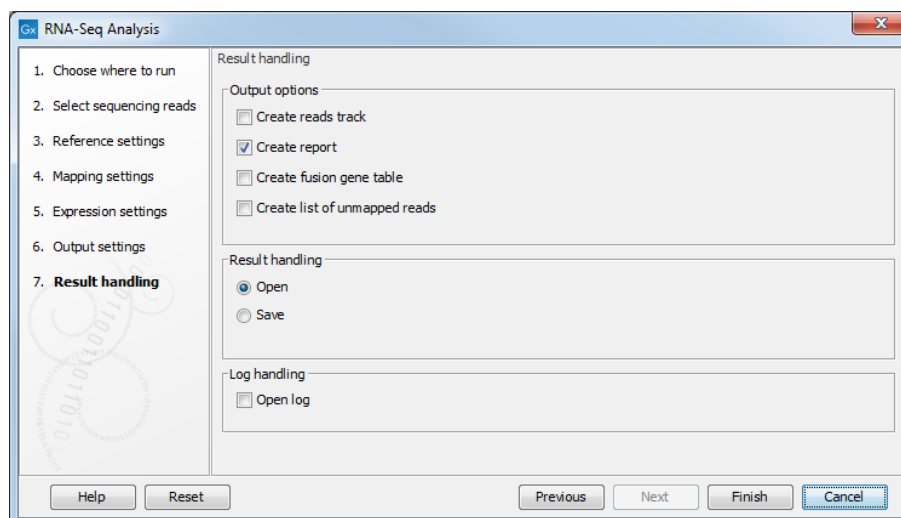 Gx RNA-Seq Analysis
1. Choose where to run
2. Select sequencing reads
3. Reference settings
4. Mapping settings
5. Expression settings
6. Output settings
7. Result handling
Result handling
Output options
Create reads track
Create report
Create fusion gene table
Create list of unmapped reads
Result handling
Open
Save
Log handling
Open log
Help Reset Previous Next Finish Cancel